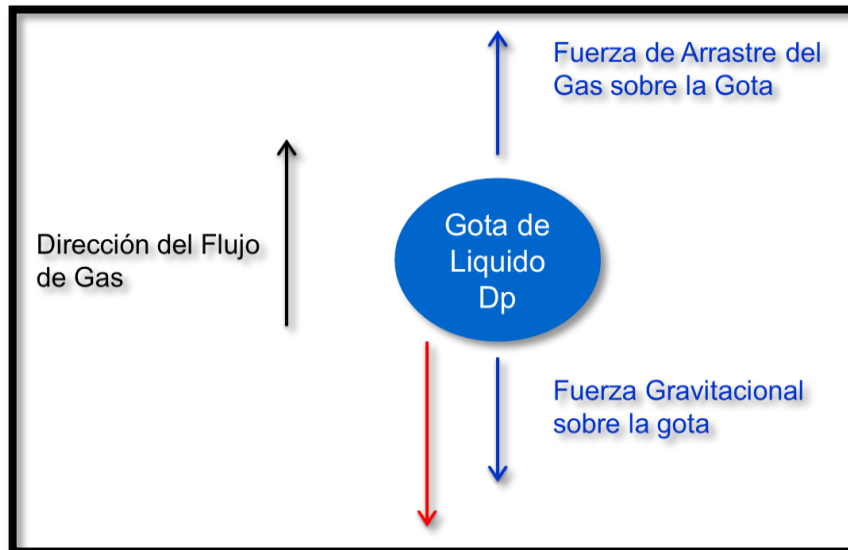 Fuerza de Arrastre del
Gas sobre la Gota
Dirección del Flujo
de Gas
Gota de
Liquido
Dp
Fuerza Gravitacional
sobre la gota